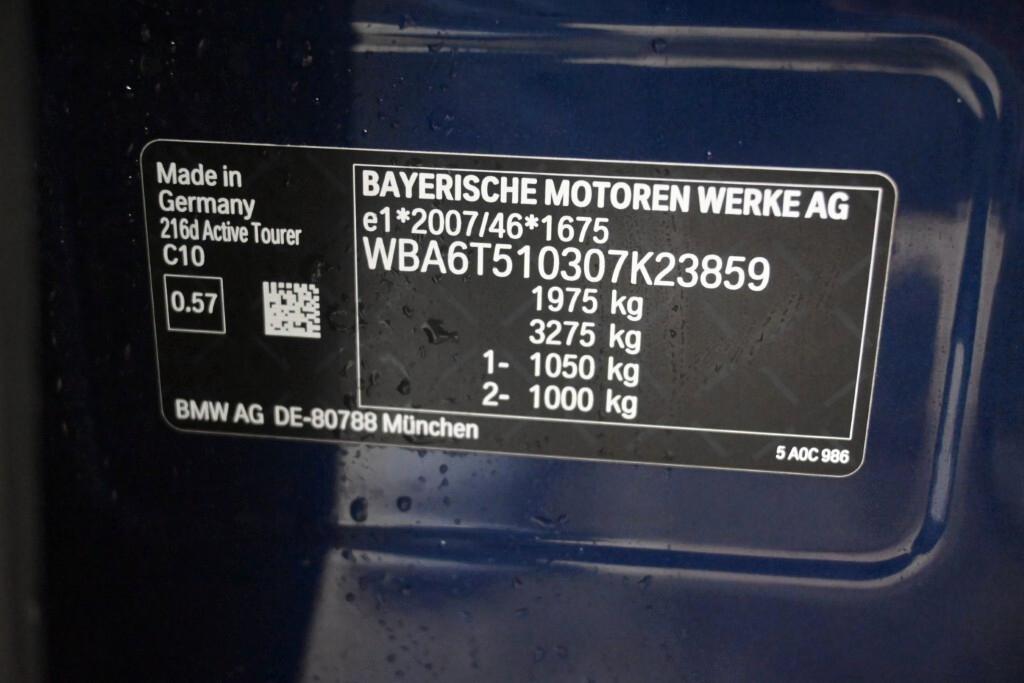 Made in
Germany
216d Active Tourer
C10
0.57
BAYERISCHE MOTOREN WERKE AG
e1*2007/46*1675
WBA6T510307K23859
1975 kg
3275 kg
1- 1050 kg
2- 1000 kg
BMW AG DE-80788 München
5 A0C 986